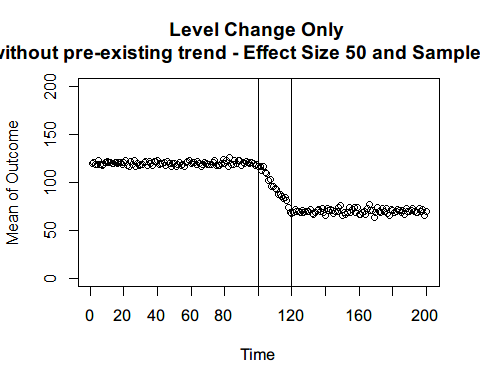 Level Change Only
without pre-existing trend - Effect Size 50 and Sample
200
150
100
50
0
Mean of Outcome
0 20 40 60 80 120 160 200
Time